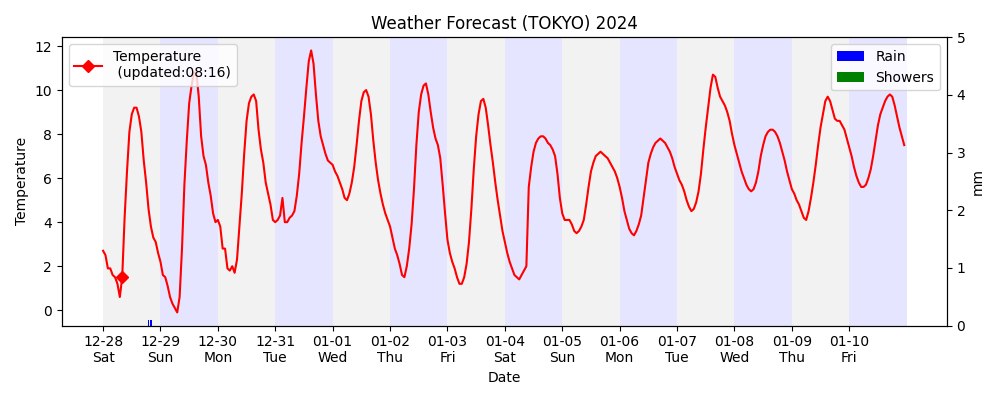 Weather Forecast (TOKYO) 2024
Temperature
(updated:08:16)
Rain
Showers
Temperature
12
10
8
6
4
2
0
5
4
3
2
1
0
mm
12-28 12-29 12-30 12-31 01-01 01-02 01-03 01-04 01-05 01-06 01-07 01-08 01-09 01-10
Sat Sun Mon Tue Wed Thu Fri Sat Sun Mon Tue Wed Thu Fri
Date